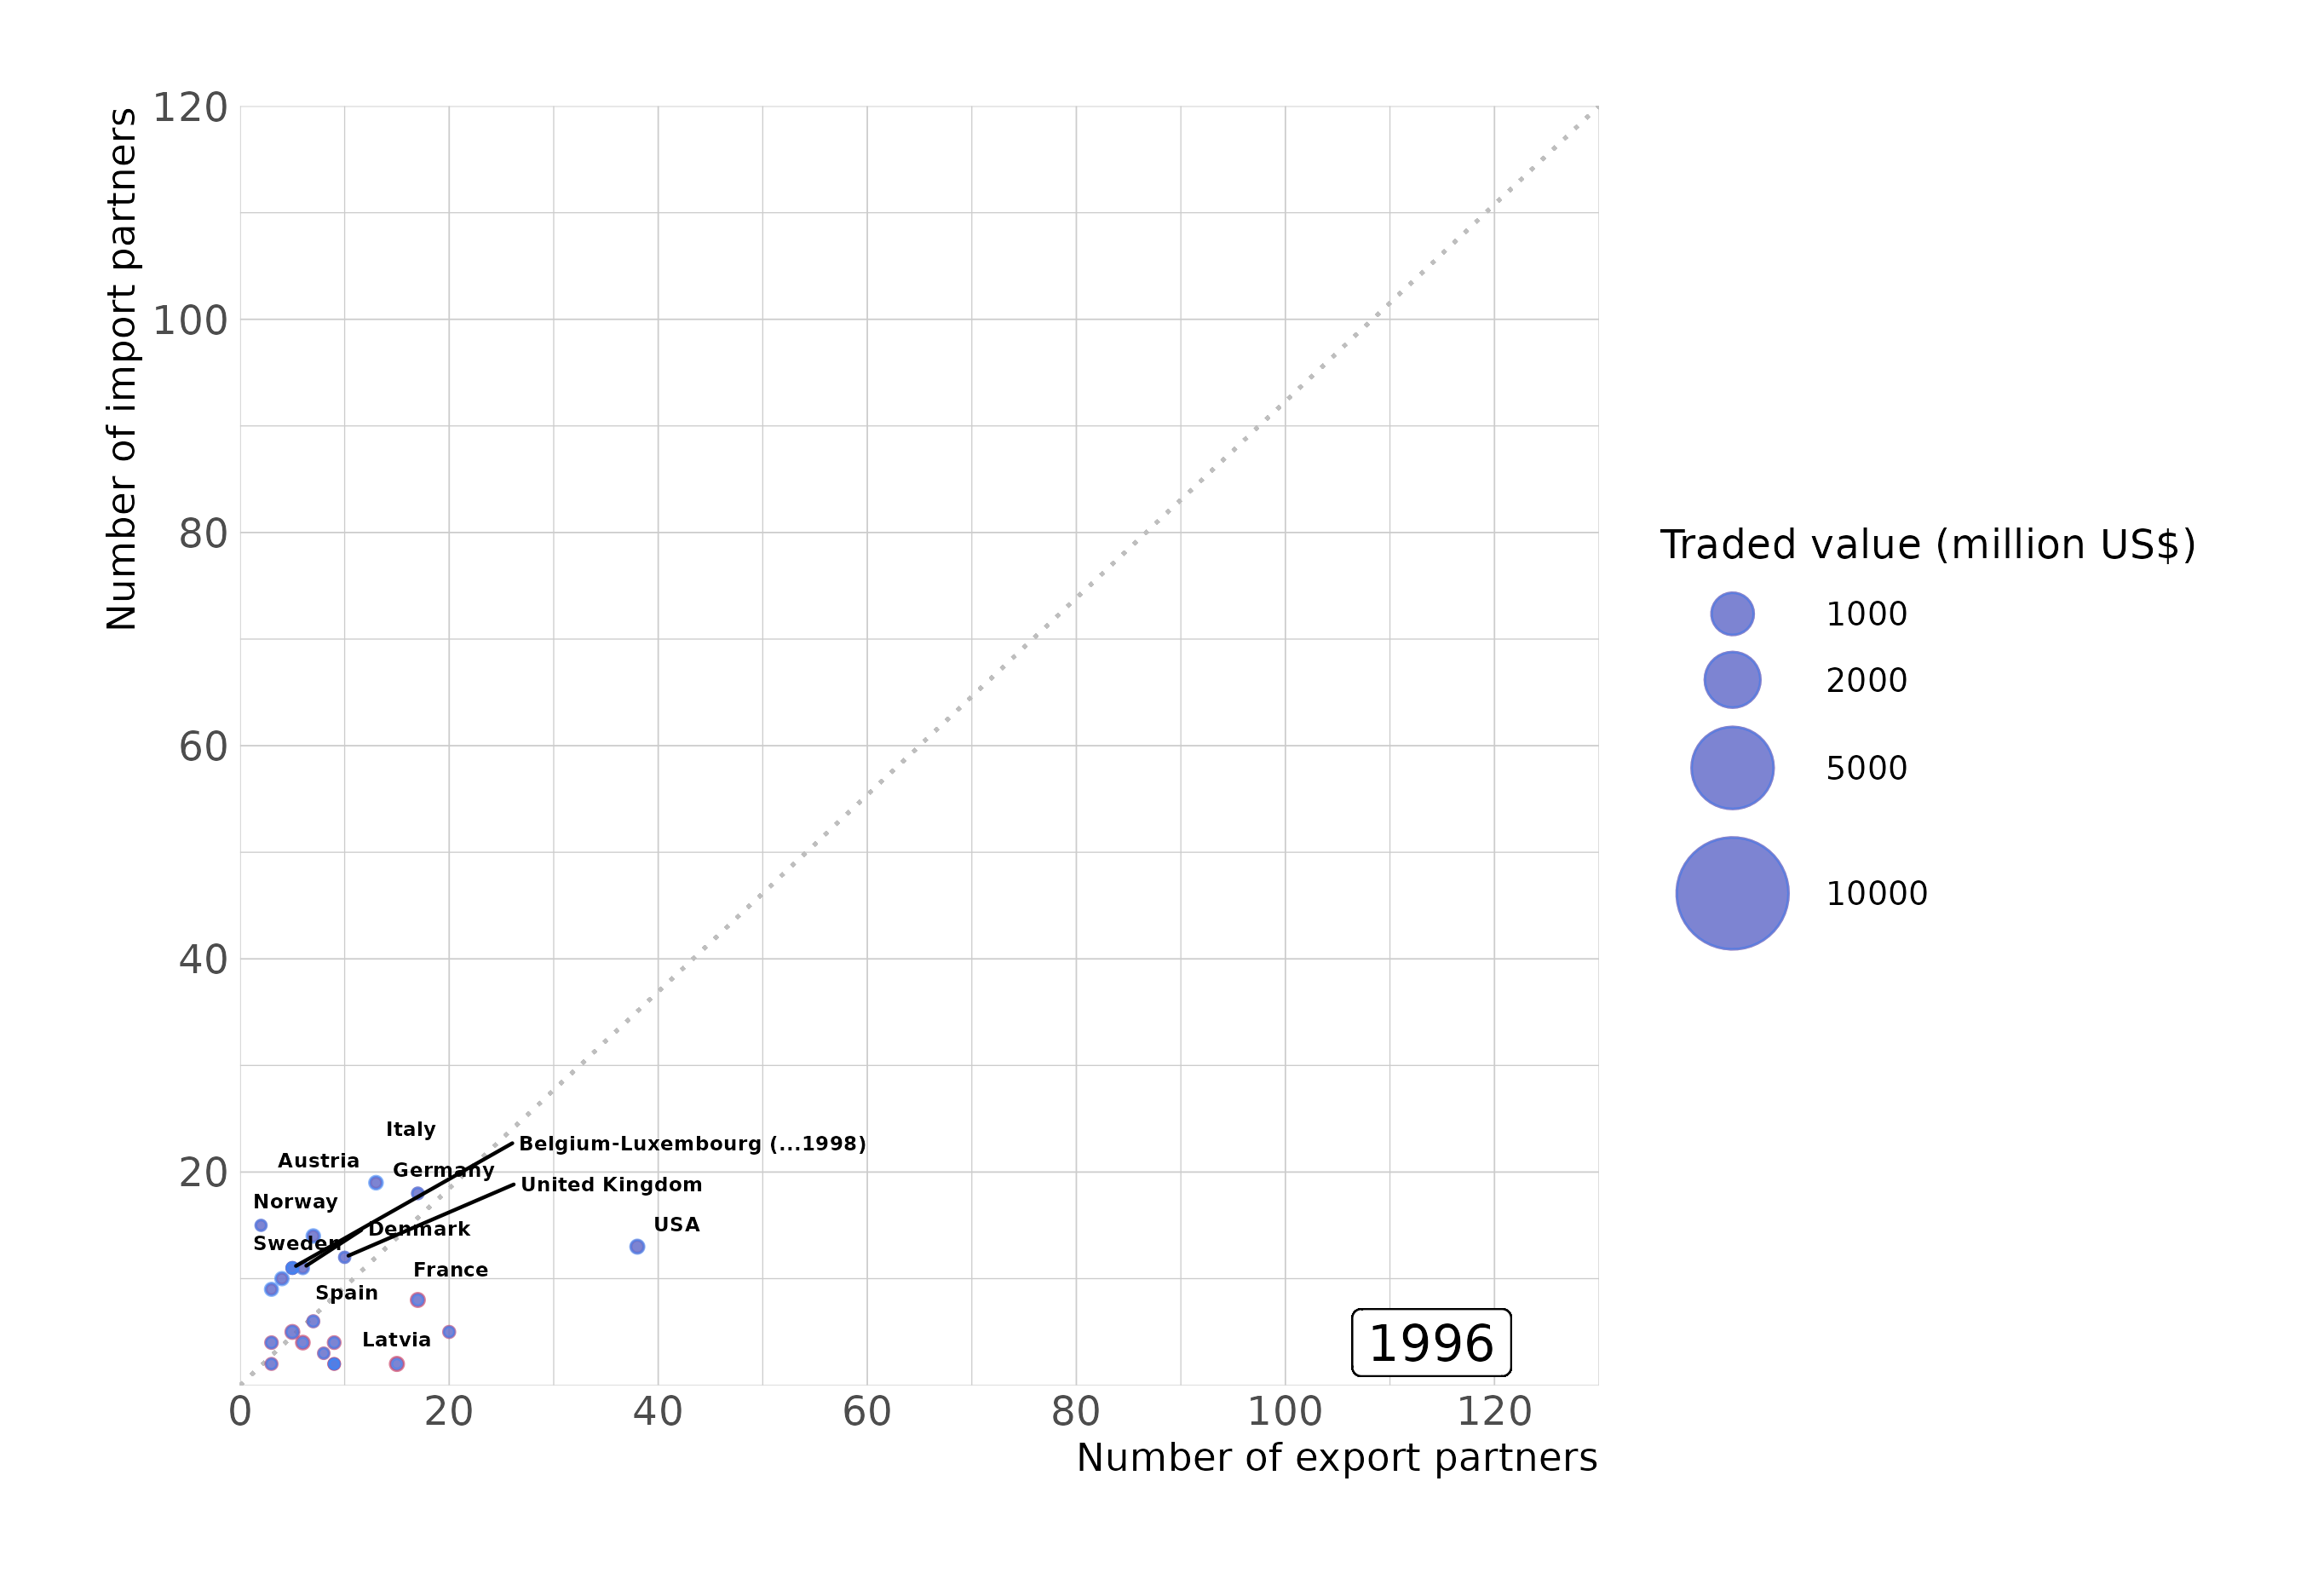 Number of import partners
120
100
80
60
40
20
Italy
Belgium-Luxembourg (...1998)
Austria
Germany
United Kingdom
Norway
USA
Denmark
Sweden
France
Spain
Latvia
1996
0 20 40 60 80 100 120
Number of export partners
Traded value (million US$)
1000
2000
5000
10000